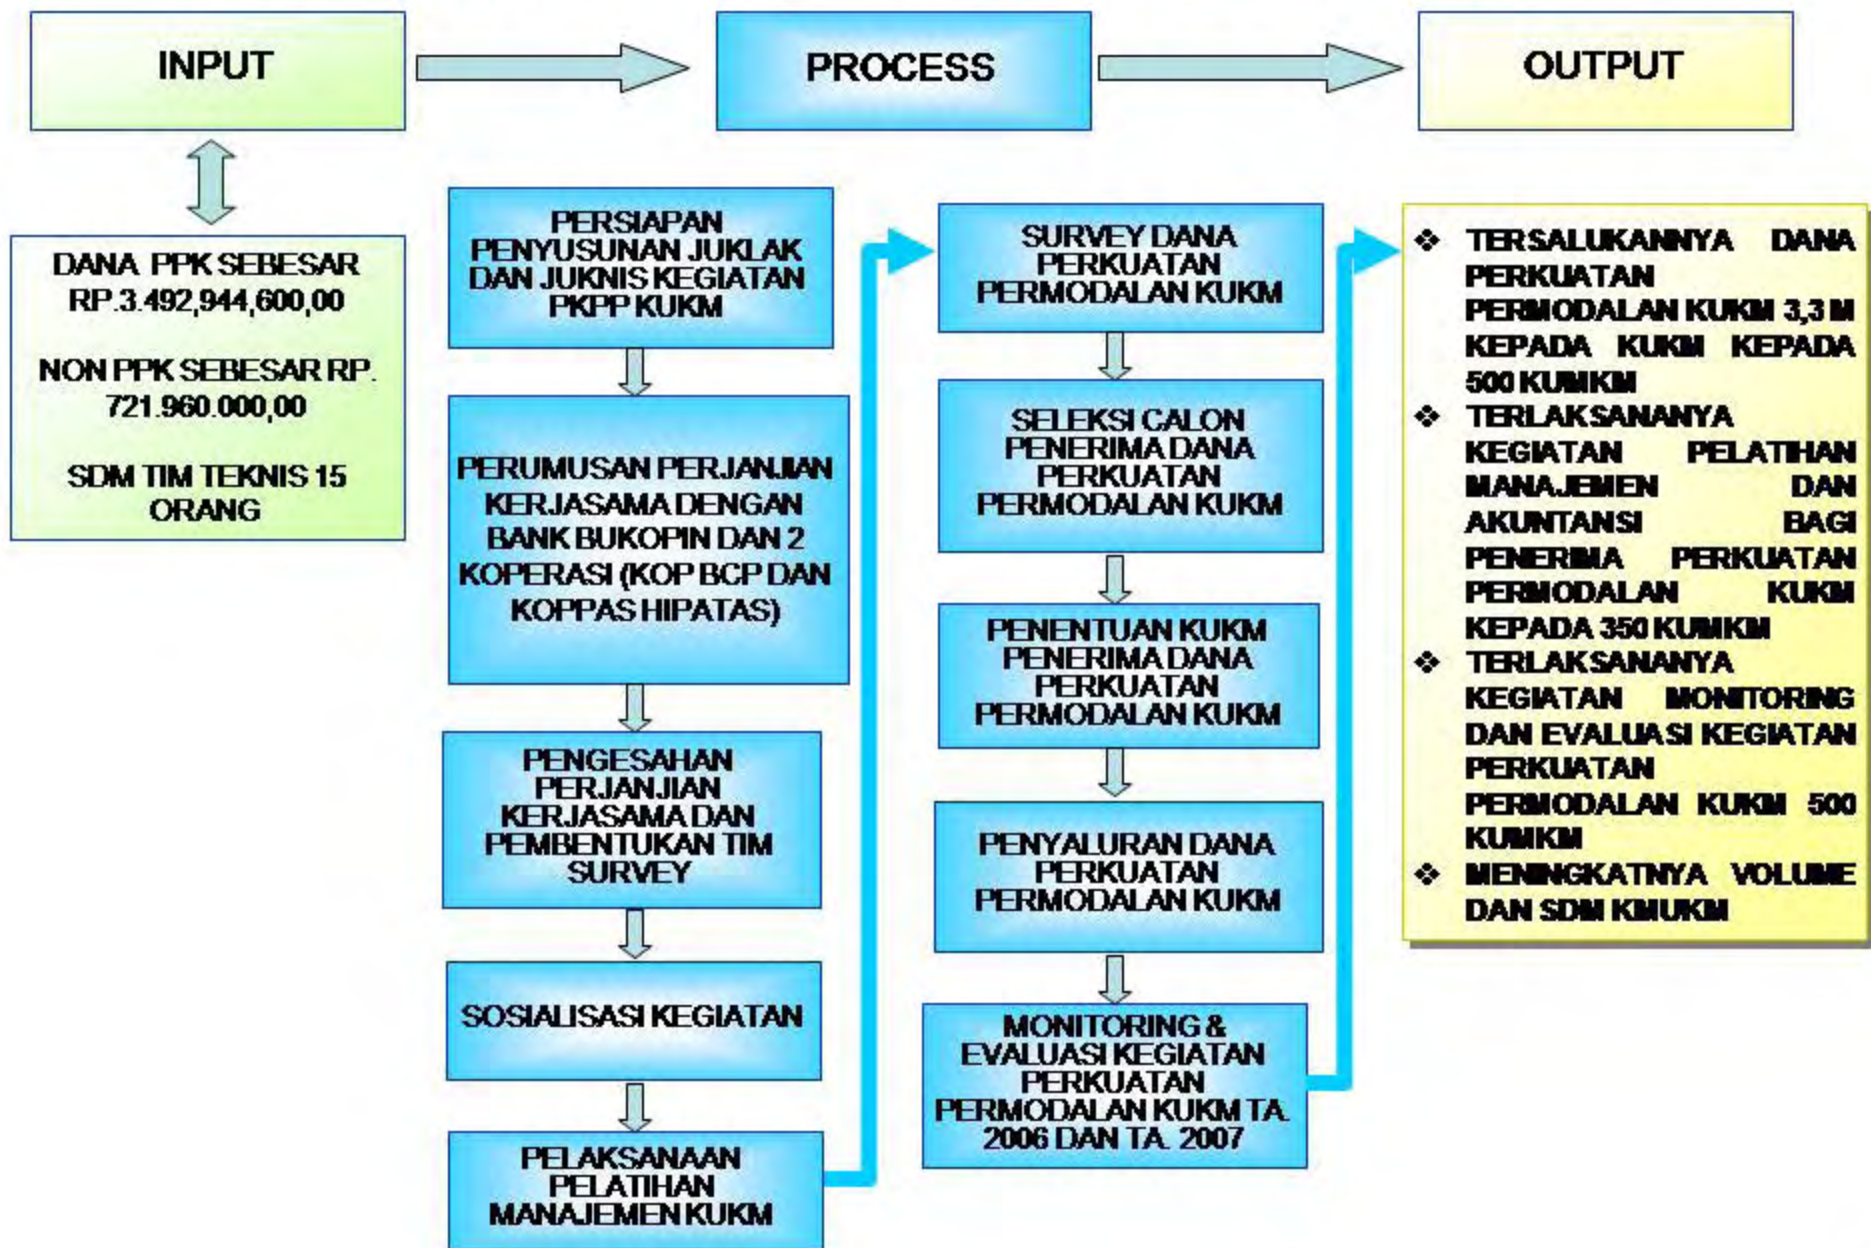 INPUT
PROCESS
OUTPUT
DANA PPK SEBESAR
RP.3.492,944,600,00
NON PPK SEBESAR RP.
721.960.000,00
SDM TIM TEKNIS 15
ORANG
PERSIAPAN
PENYUSUNAN JUKLAK
DAN JUKNIS KEGIATAN
PKPP KUKM
PERUMUSAN PERJANJIAN
KERJASAMA DENGAN
BANK BUKOPIN DAN 2
KOPERASI (KOP BCP DAN
KOPPAS HIPATAS)
PENGESAHAN
PERJANJIAN
KERJASAMA DAN
PEMBENTUKAN TIM
SURVEY
SOSIALISASI KEGIATAN
PELAKSANAAN
PELATIHAN
MANAJEMEN KUKM
SURVEY DANA
PERKUATAN
PERMODALAN KUKM
SELEKSI CALON
PENERIMA DANA
PERKUATAN
PERMODALAN KUKM
PENENTUAN KUKM
PENERIMA DANA
PERKUATAN
PERMODALAN KUKM
PENYALURAN DANA
PERKUATAN
PERMODALAN KUKM
MONITORING &
EVALUASI KEGIATAN
PERKUATAN
PERMODALAN KUKM TA.
2006 DAN TA. 2007
❖ TERSALUKANNYA DANA
PERKUATAN
PERMODALAN KUKM 3,3 M
KEPADA KUKM KEPADA
500 KUMKM
❖ TERLAKSANANYA
KEGIATAN PELATIHAN
MANAJEMEN DAN
AKUNTANSI BAGI
PENERIMA PERKUATAN
PERMODALAN KUKM
KEPADA 350 KUMKM
❖ TERLAKSANANYA
KEGIATAN MONITORING
DAN EVALUASI KEGIATAN
PERKUATAN
PERMODALAN KUKM 500
KUMKM
❖ MENINGKATNYA VOLUME
DAN SDM KMUKM